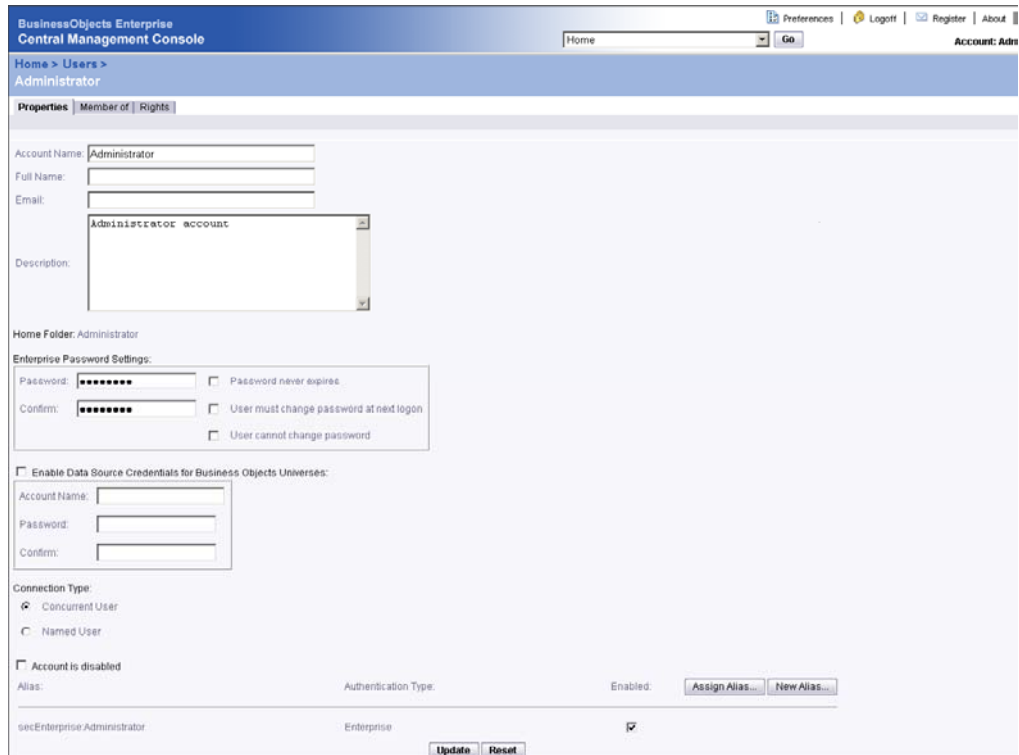 BusinessObjects Enterprise
Central Management Console
Preferences | Logoff | Register | About
Home Go
Account:
Home > Users >
Administrator
Properties | Member of | Rights
Account Name: Administrator
Full Name:
Email:
Administrator account
Description:
Home Folder: Administrator
Enterprise Password Settings:
Password: •••••••• Password never expires
Confirm: •••••••• User must change password at next logon
User cannot change password
Enable Data Source Credentials for Business Objects Universes:
Account Name:
Password:
Confirm:
Connection Type:
Concurrent User
Named User
Account is disabled
Alias: Authentication Type: Enabled: Assign Alias... New Alias...
secEnterprise:Administrator Enterprise
Update Reset